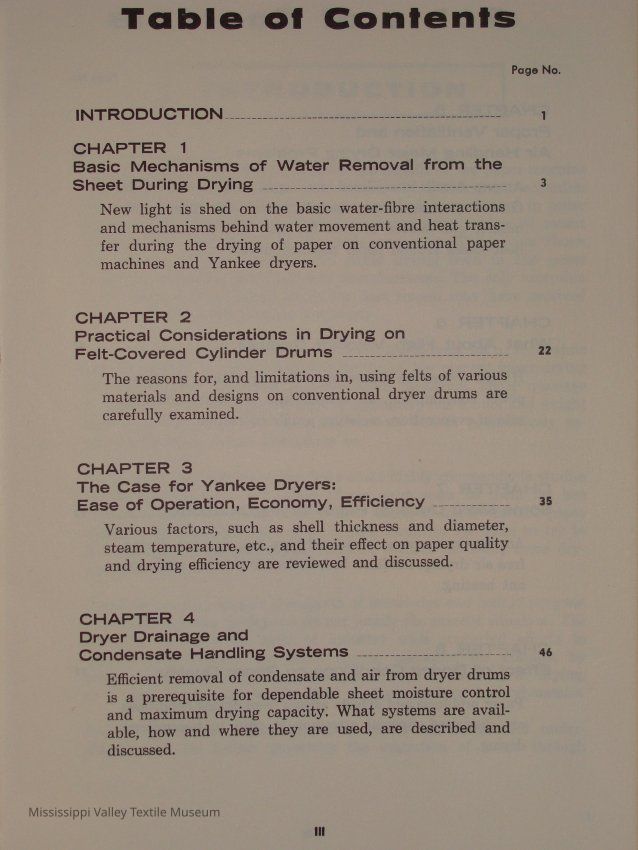 Table of Contents
Page No.
INTRODUCTION 1
CHAPTER 1
Basic Mechanisms of Water Removal from the
Sheet During Drying 3
New light is shed on the basic water-fibre interactions
and mechanisms behind water movement and heat trans-
fer during the drying of paper on conventional paper
machines and Yankee dryers.
CHAPTER 2
Practical Considerations in Drying on
Felt-Covered Cylinder Drums 22
The reasons for, and limitations in, using felts of various
materials and designs on conventional dryer drums are
carefully examined.
CHAPTER 3
The Case for Yankee Dryers:
Ease of Operation, Economy, Efficiency 35
Various factors, such as shell thickness and diameter,
steam temperature, etc., and their effect on paper quality
and drying efficiency are reviewed and discussed.
CHAPTER 4
Dryer Drainage and
Condensate Handling Systems 46
Efficient removal of condensate and air from dryer drums
is a prerequisite for dependable sheet moisture control
and maximum drying capacity. What systems are avail-
able, how and where they are used, are described and
discussed.
Mississippi Valley Textile Museum
III